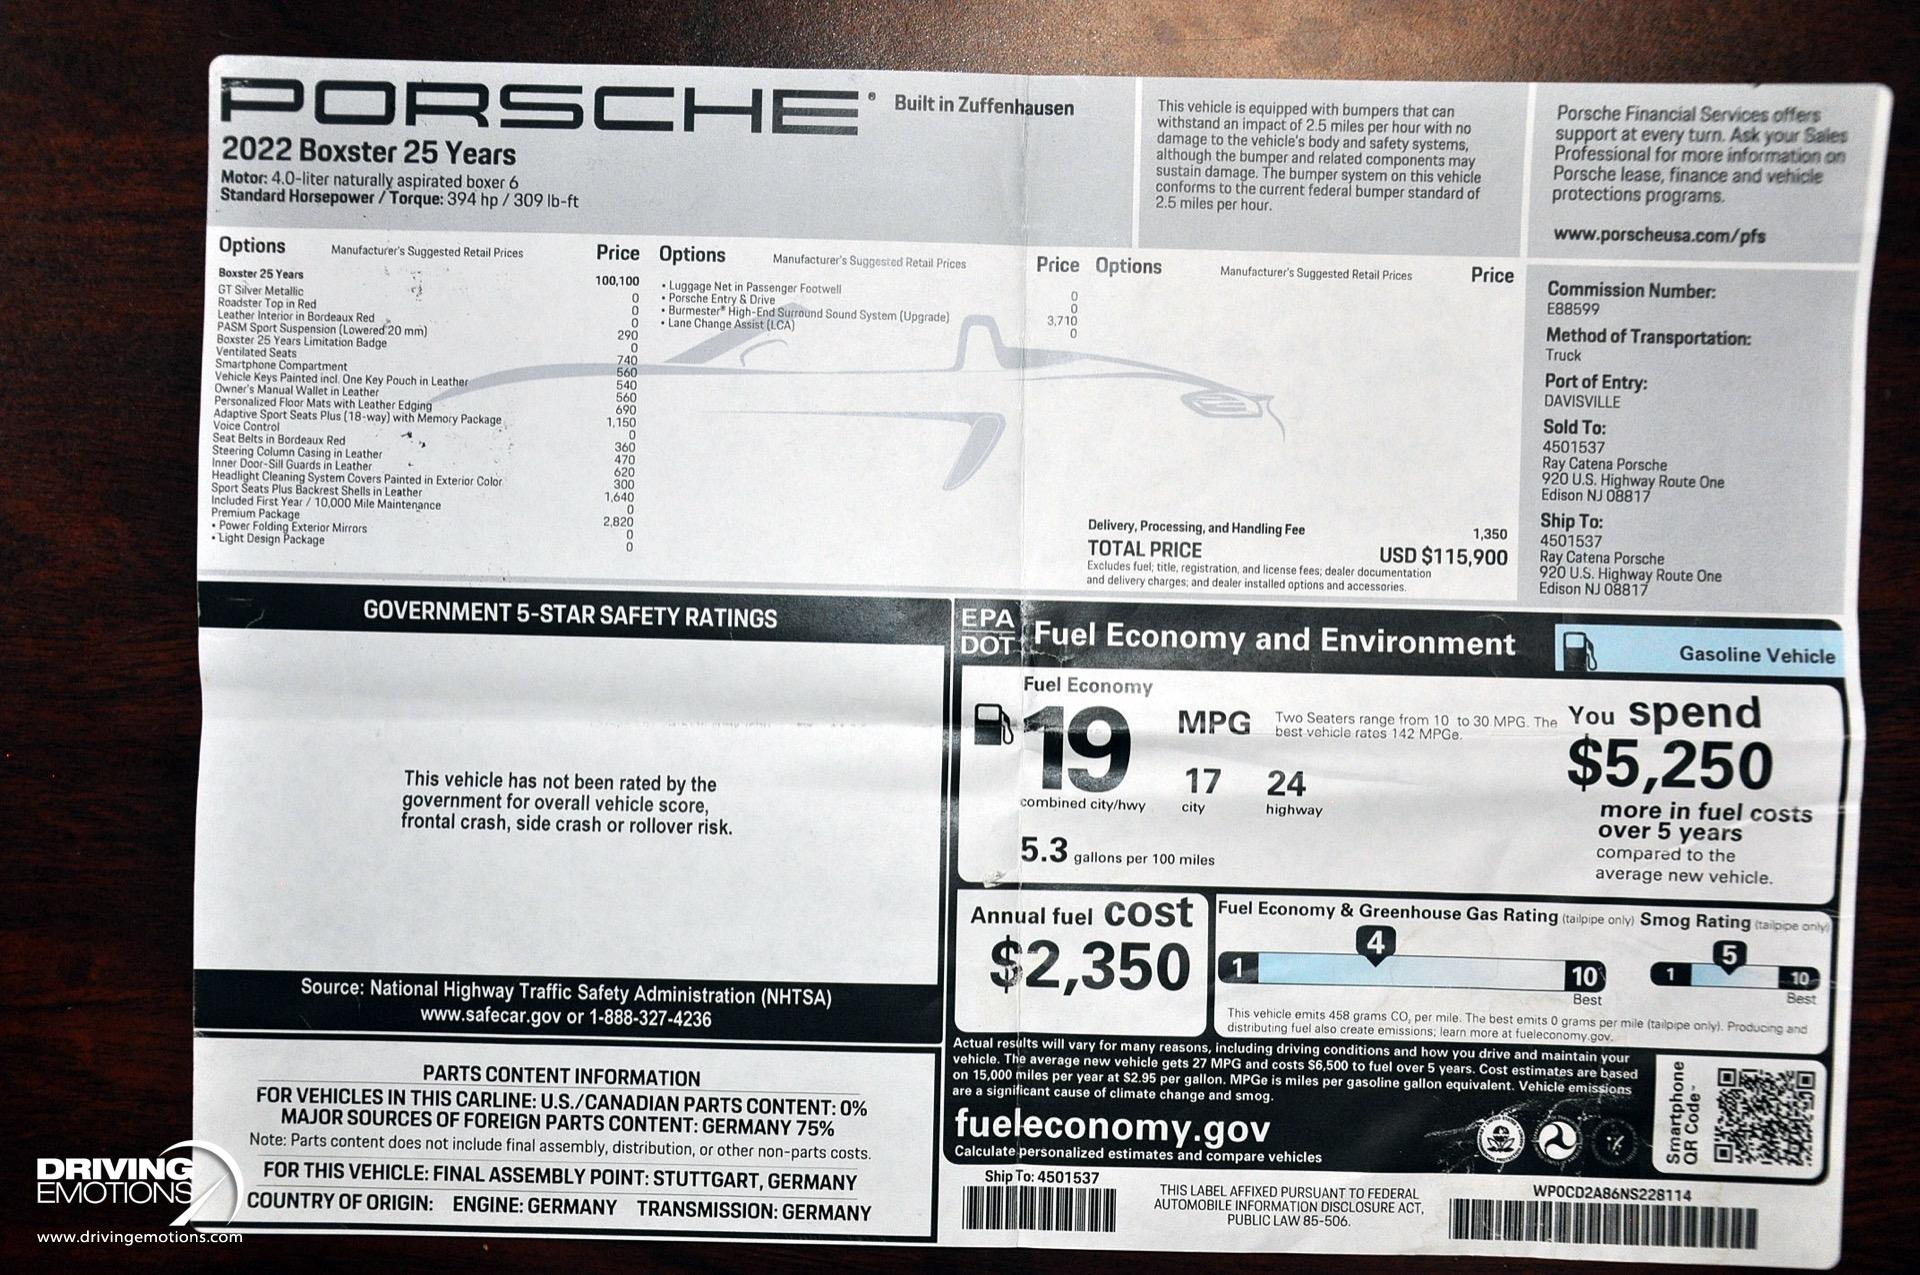 PORSCHE® Built in Zuffenhausen
2022 Boxster 25 Years
Motor: 4.0-liter naturally aspirated boxer 6
Standard Horsepower / Torque: 394 hp / 309 lb-ft
This vehicle is equipped with bumpers that can
withstand an impact of 2.5 miles per hour with no
damage to the vehicle's body and safety systems,
although the bumper and related components may
sustain damage. The bumper system on this vehicle
conforms to the current federal bumper standard of
2.5 miles per hour.
Porsche Financial Services offers
support at every turn. Ask your Sales
Professional for more information on
Porsche lease, finance and vehicle
protections programs.
www.porscheusa.com/pfs
Options Manufacturer's Suggested Retail Prices Price
Boxster 25 Years 100,100
GT Silver Metallic 0
Roadster Top in Red 0
Leather Interior in Bordeaux Red 0
PASM Sport Suspension (Lowered 20 mm) 290
Boxster 25 Years Limitation Badge 0
Ventilated Seats 740
Smartphone Compartment 560
Vehicle Keys Painted incl. One Key Pouch in Leather 540
Owner's Manual Wallet in Leather 560
Personalized Floor Mats with Leather Edging 690
Adaptive Sport Seats Plus (18-way) with Memory Package 1,150
Voice Control 0
Seat Belts in Bordeaux Red 360
Steering Column Casing in Leather 470
Inner Door-Sill Guards in Leather 620
Headlight Cleaning System Covers Painted in Exterior Color 300
Sport Seats Plus Backrest Shells in Leather 1,640
Included First Year / 10,000 Mile Maintenance 0
Premium Package 2,820
• Power Folding Exterior Mirrors 0
• Light Design Package 0
Options Manufacturer's Suggested Retail Prices Price
• Luggage Net in Passenger Footwell 0
• Porsche Entry & Drive 0
• Burmester® High-End Surround Sound System (Upgrade) 3,710
• Lane Change Assist (LCA) 0
Options Manufacturer's Suggested Retail Prices Price
Delivery, Processing, and Handling Fee 1,350
TOTAL PRICE USD $115,900
Excludes fuel; title, registration, and license fees; dealer documentation
and delivery charges; and dealer installed options and accessories.
Commission Number:
E88599
Method of Transportation:
Truck
Port of Entry:
DAVISVILLE
Sold To:
4501537
Ray Catena Porsche
920 U.S. Highway Route One
Edison NJ 08817
Ship To:
4501537
Ray Catena Porsche
920 U.S. Highway Route One
Edison NJ 08817
GOVERNMENT 5-STAR SAFETY RATINGS
This vehicle has not been rated by the
government for overall vehicle score,
frontal crash, side crash or rollover risk.
Source: National Highway Traffic Safety Administration (NHTSA)
www.safecar.gov or 1-888-327-4236
PARTS CONTENT INFORMATION
FOR VEHICLES IN THIS CARLINE: U.S./CANADIAN PARTS CONTENT: 0%
MAJOR SOURCES OF FOREIGN PARTS CONTENT: GERMANY 75%
Note: Parts content does not include final assembly, distribution, or other non-parts costs.
FOR THIS VEHICLE: FINAL ASSEMBLY POINT: STUTTGART, GERMANY
COUNTRY OF ORIGIN: ENGINE: GERMANY TRANSMISSION: GERMANY
EPA
DOT
Fuel Economy and Environment
Gasoline Vehicle
Fuel Economy
19 MPG
combined city/hwy
17
city
24
highway
Two Seaters range from 10 to 30 MPG. The
best vehicle rates 142 MPGe.
5.3 gallons per 100 miles
You spend
$5,250
more in fuel costs
over 5 years
compared to the
average new vehicle.
Annual fuel cost
$2,350
Fuel Economy & Greenhouse Gas Rating (tailpipe only)
1 4 10
Best
Smog Rating (tailpipe only)
1 5 10
Best
This vehicle emits 458 grams CO₂ per mile. The best emits 0 grams per mile (tailpipe only). Producing and
distributing fuel also create emissions; learn more at fueleconomy.gov.
Actual results will vary for many reasons, including driving conditions and how you drive and maintain your
vehicle. The average new vehicle gets 27 MPG and costs $6,500 to fuel over 5 years. Cost estimates are based
on 15,000 miles per year at $2.95 per gallon. MPGe is miles per gasoline gallon equivalent. Vehicle emissions
are a significant cause of climate change and smog.
fueleconomy.gov
Calculate personalized estimates and compare vehicles
Smartphone
QR Code™
Ship To: 4501537
THIS LABEL AFFIXED PURSUANT TO FEDERAL
AUTOMOBILE INFORMATION DISCLOSURE ACT,
PUBLIC LAW 85-506.
WP0CD2A86NS228114
DRIVING
EMOTIONS
www.drivingemotions.com